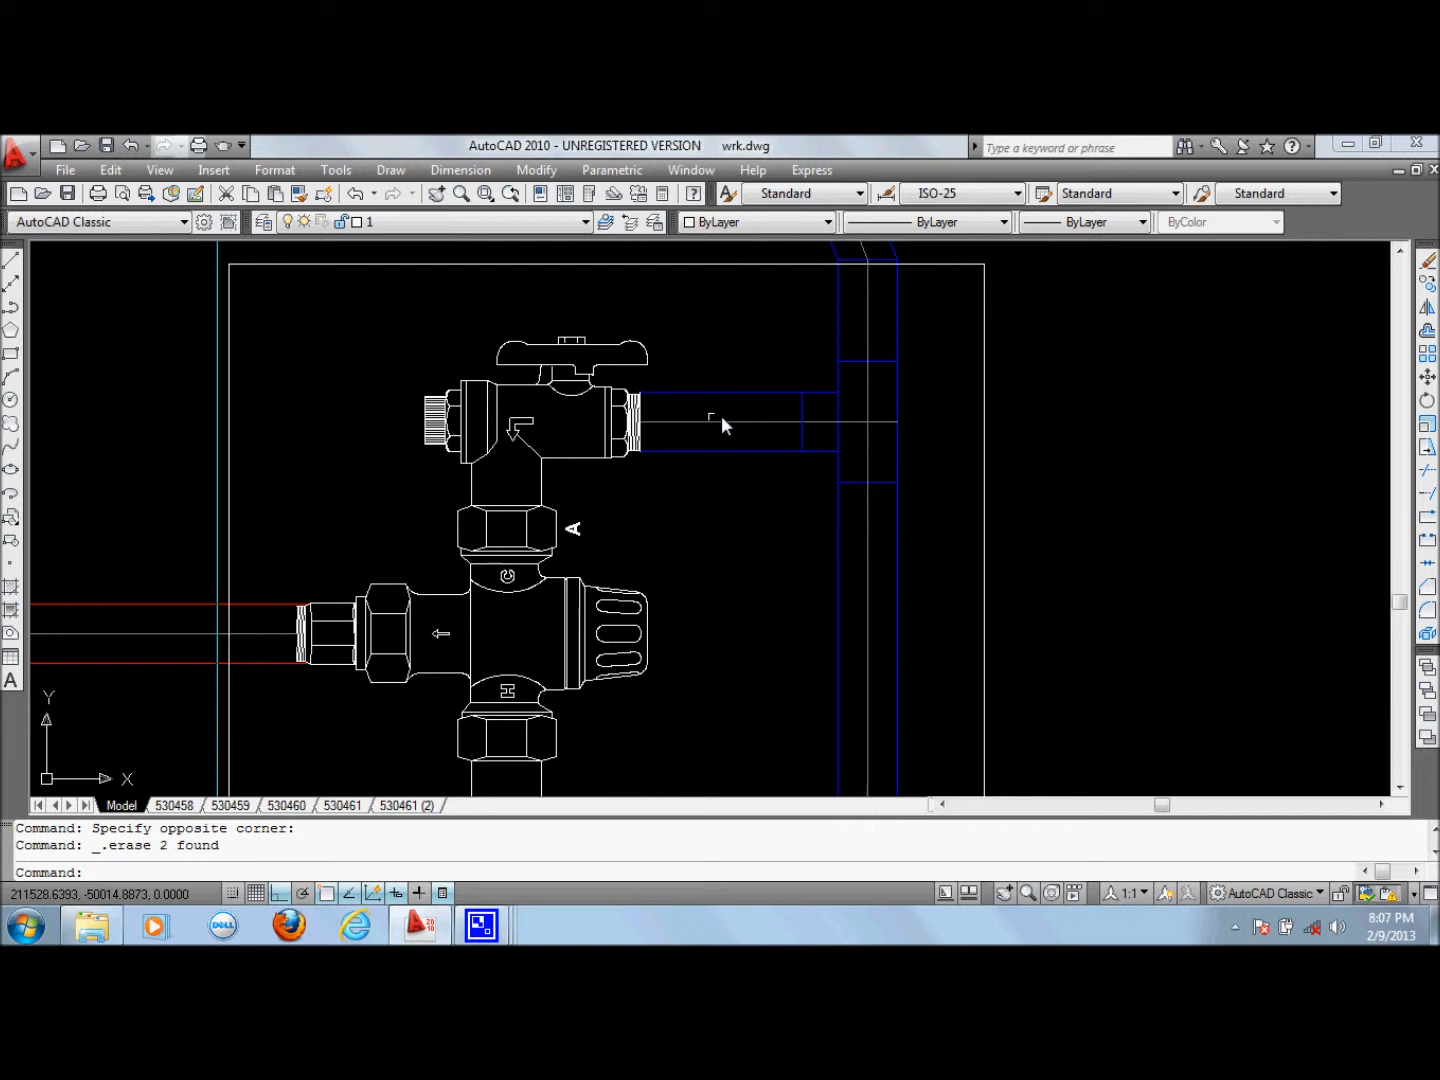 AutoCAD 2010 - UNREGISTERED VERSION wrk.dwg
Type a keyword or phrase
File Edit View Insert Format Tools Draw Dimension Modify Parametric Window Help Express
Standard ISO-25 Standard Standard
AutoCAD Classic 1 ByLayer ByLayer ByLayer ByColor
A
C
H
A
Y
X
Model 530458 530459 530460 530461 530461 (2)
Command: Specify opposite corner:
Command: _.erase 2 found
Command:
211528.6393, -50014.8873, 0.0000 1:1 AutoCAD Classic
DELL 8:07 PM
2/9/2013